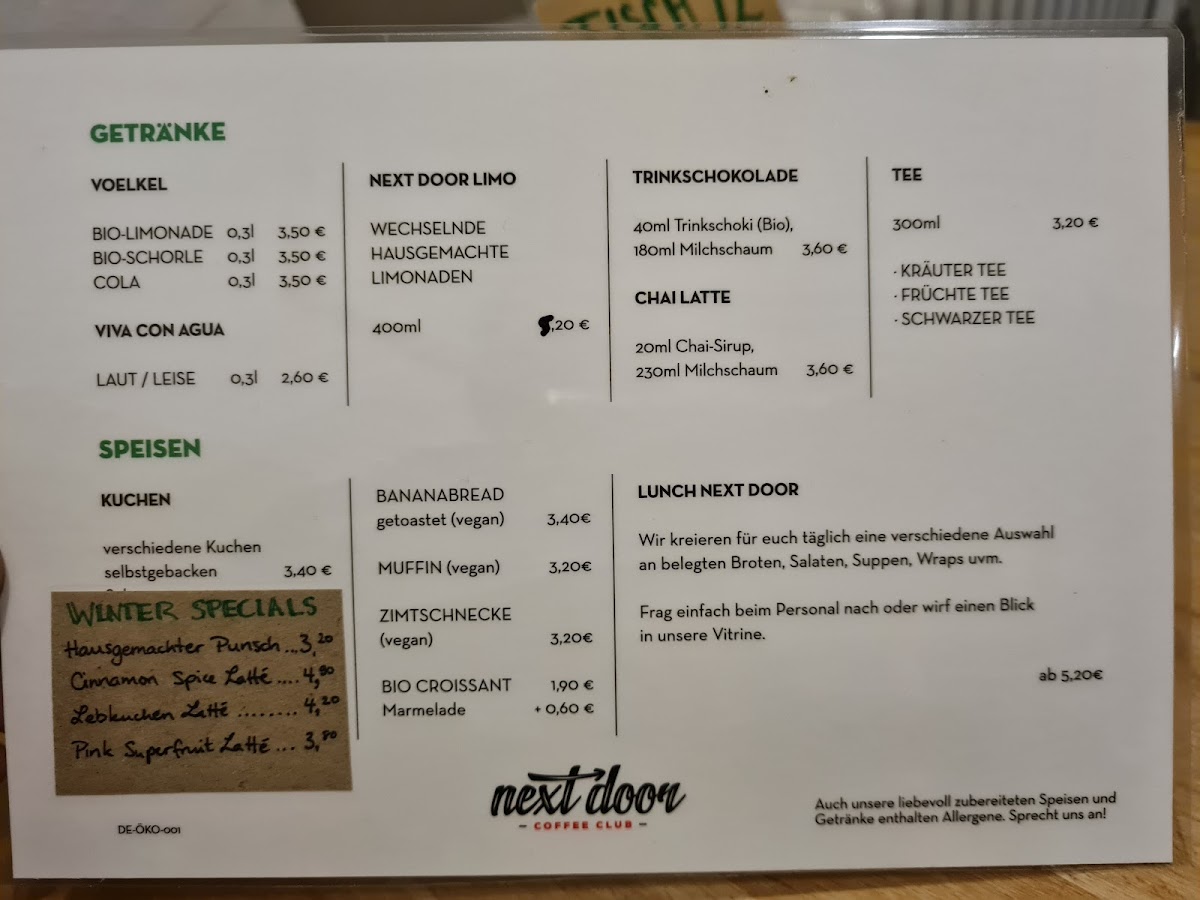 TISCH 12
GETRÄNKE
VOELKEL
BIO-LIMONADE 0,3l 3,50 €
BIO-SCHORLE 0,3l 3,50 €
COLA 0,3l 3,50 €
VIVA CON AGUA
LAUT / LEISE 0,3l 2,60 €
NEXT DOOR LIMO
WECHSELNDE
HAUSGEMACHTE
LIMONADEN
400ml 5,20 €
TRINKSCHOKOLADE
40ml Trinkschoki (Bio),
180ml Milchschaum 3,60 €
CHAI LATTE
20ml Chai-Sirup,
230ml Milchschaum 3,60 €
TEE
300ml 3,20 €
· KRÄUTER TEE
· FRÜCHTE TEE
· SCHWARZER TEE
SPEISEN
KUCHEN
verschiedene Kuchen
selbstgebacken 3,40 €
WINTER SPECIALS
Hausgemachter Punsch ... 3,20
Cinnamon Spice Latté .... 4,80
Lebkuchen Latté ........ 4,20
Pink Superfruit Latté ... 3,80
DE-ÖKO-001
BANANABREAD
getoastet (vegan) 3,40€
MUFFIN (vegan) 3,20€
ZIMTSCHNECKE
(vegan) 3,20€
BIO CROISSANT 1,90 €
Marmelade + 0,60 €
LUNCH NEXT DOOR
Wir kreieren für euch täglich eine verschiedene Auswahl
an belegten Broten, Salaten, Suppen, Wraps uvm.
Frag einfach beim Personal nach oder wirf einen Blick
in unsere Vitrine.
ab 5,20€
next door
– COFFEE CLUB –
Auch unsere liebevoll zubereiteten Speisen und
Getränke enthalten Allergene. Sprecht uns an!